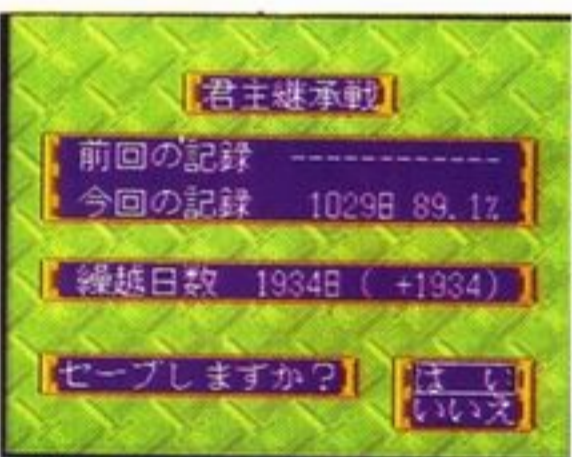 君主継承戦
前回の記録 ------------
今回の記録 1029日 89.1%
繰越日数 1934日 ( +1934)
セーブしますか?
はい
いいえ